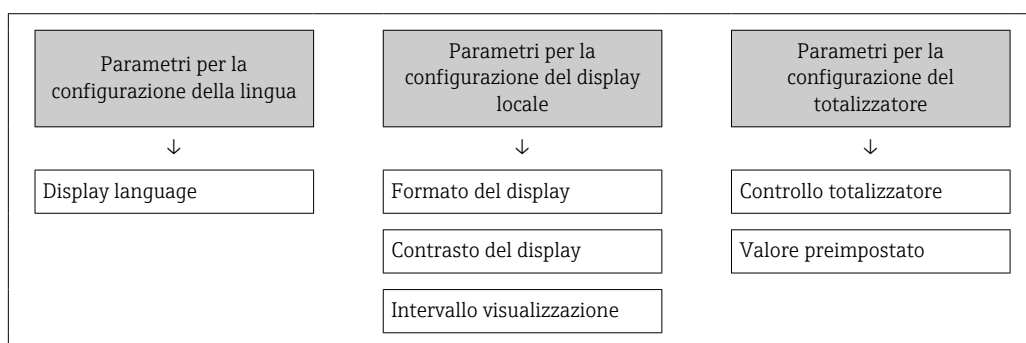 Parametri per la
configurazione della lingua
↓
Display language
Parametri per la
configurazione del display
locale
↓
Formato del display
Contrasto del display
Intervallo visualizzazione
Parametri per la
configurazione del
totalizzatore
↓
Controllo totalizzatore
Valore preimpostato